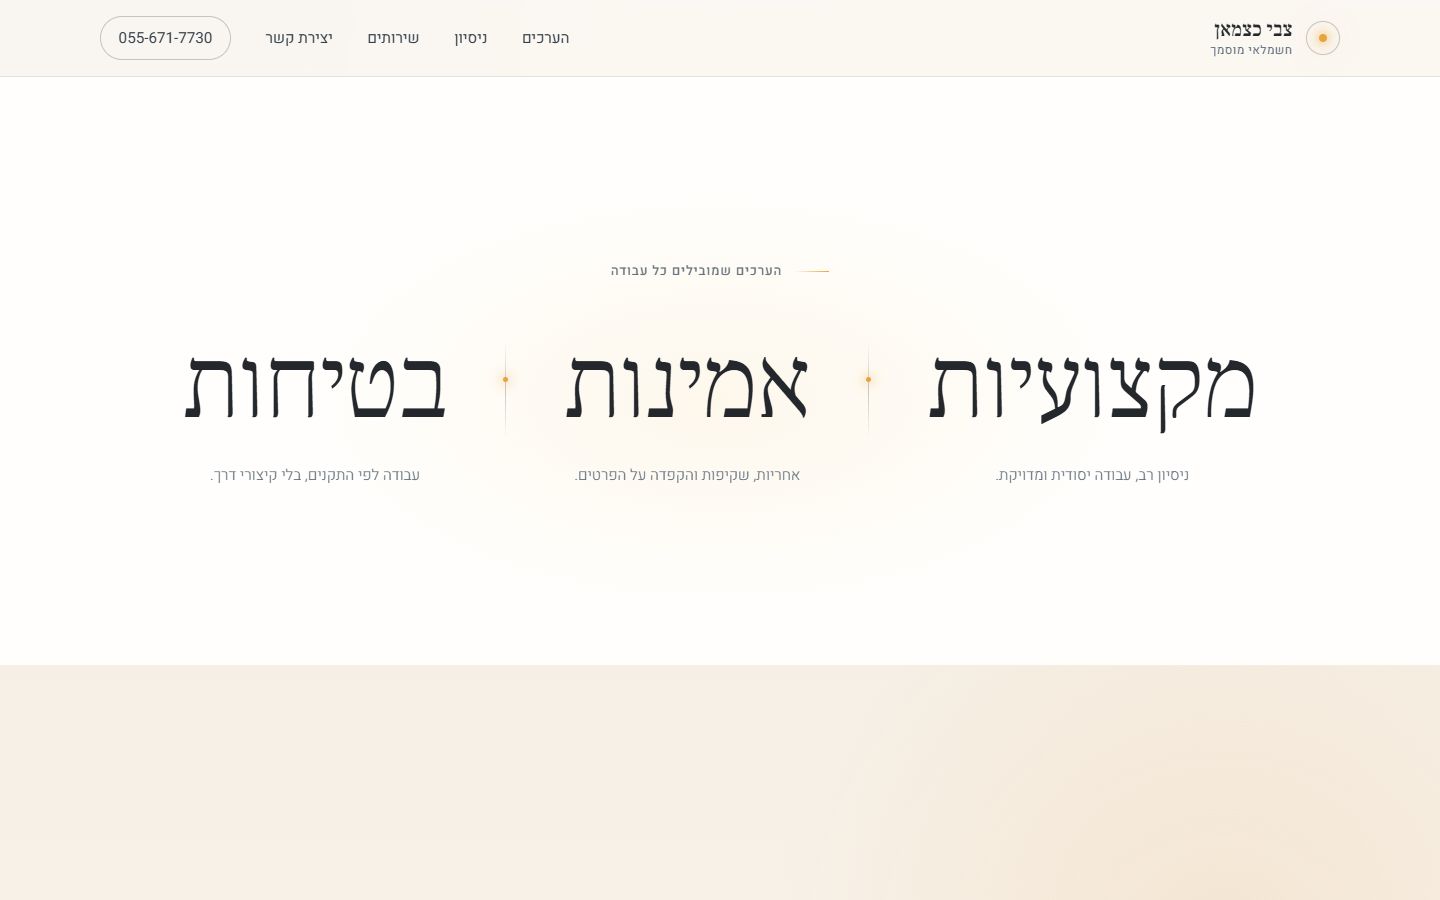 צבי כצמאן
חשמלאי מוסמך
הערכים
ניסיון
שירותים
יצירת קשר
055-671-7730
הערכים שמובילים כל עבודה
מקצועיות
ניסיון רב, עבודה יסודית ומדויקת.
אמינות
אחריות, שקיפות והקפדה על הפרטים.
בטיחות
עבודה לפי התקנים, בלי קיצורי דרך.